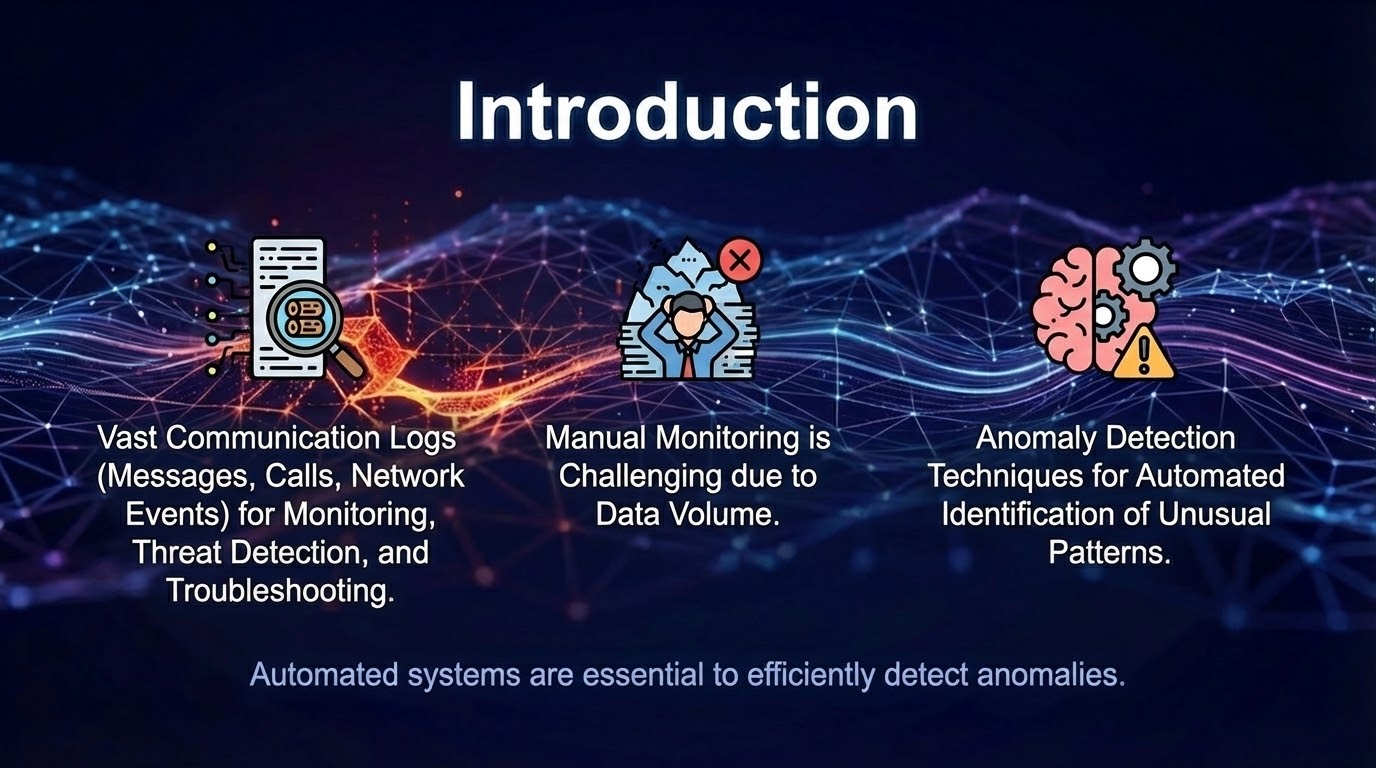 Introduction
Vast Communication Logs
(Messages, Calls, Network
Events) for Monitoring,
Threat Detection, and
Troubleshooting.
Manual Monitoring is
Challenging due to
Data Volume.
Anomaly Detection
Techniques for Automated
Identification of Unusual
Patterns.
Automated systems are essential to efficiently detect anomalies.